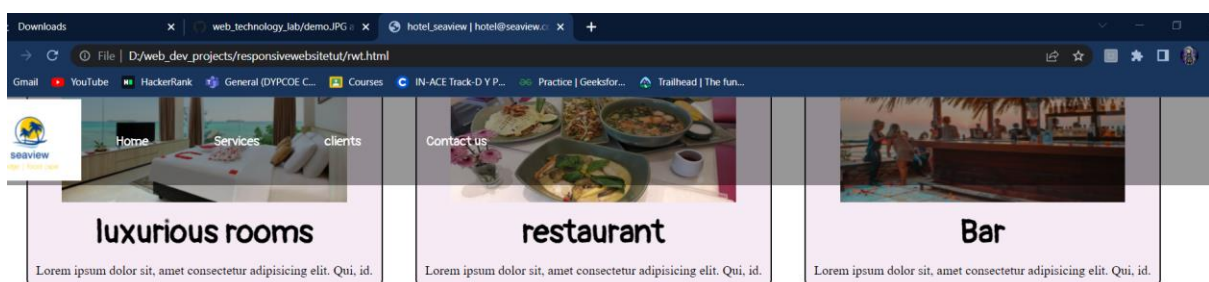 Downloads
web_technology_lab/demo.JPG a
hotel_seaview | hotel@seaview.c
File | D:/web_dev_projects/responsivewebsitetut/rwt.html
Gmail YouTube HackerRank General (DYPCOE C... Courses IN-ACE Track-D Y P... Practice | Geeksfor... Trailhead | The fun...
seaview
Home Services clients Contact us
luxurious rooms restaurant Bar
Lorem ipsum dolor sit, amet consectetur adipisicing elit. Qui, id. Lorem ipsum dolor sit, amet consectetur adipisicing elit. Qui, id. Lorem ipsum dolor sit, amet consectetur adipisicing elit. Qui, id.